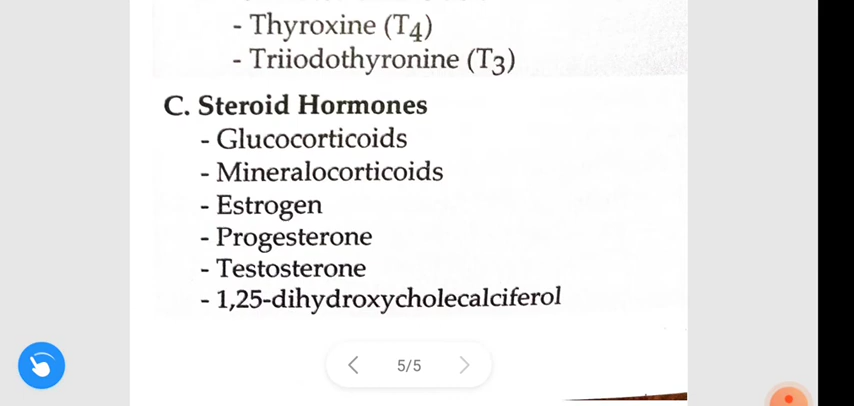 - Thyroxine (T4)
- Triiodothyronine (T3)
C. Steroid Hormones
- Glucocorticoids
- Mineralocorticoids
- Estrogen
- Progesterone
- Testosterone
- 1,25-dihydroxycholecalciferol
5/5